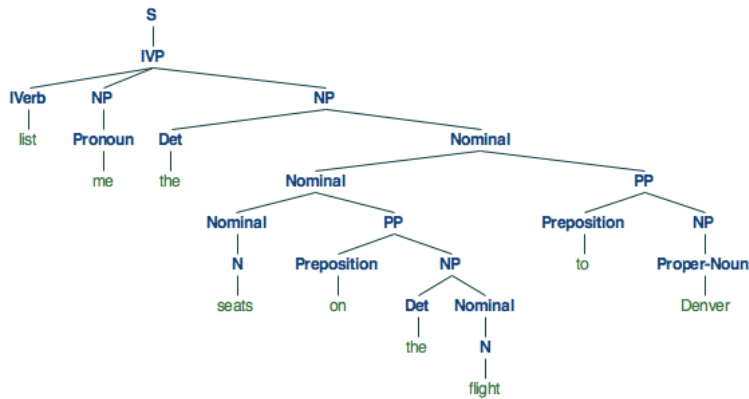 S
IVP
IVerb NP NP
list Pronoun Det Nominal
me the Nominal PP
Nominal PP Preposition NP
N Preposition NP to Proper-Noun
seats on Det Nominal Denver
the N
flight